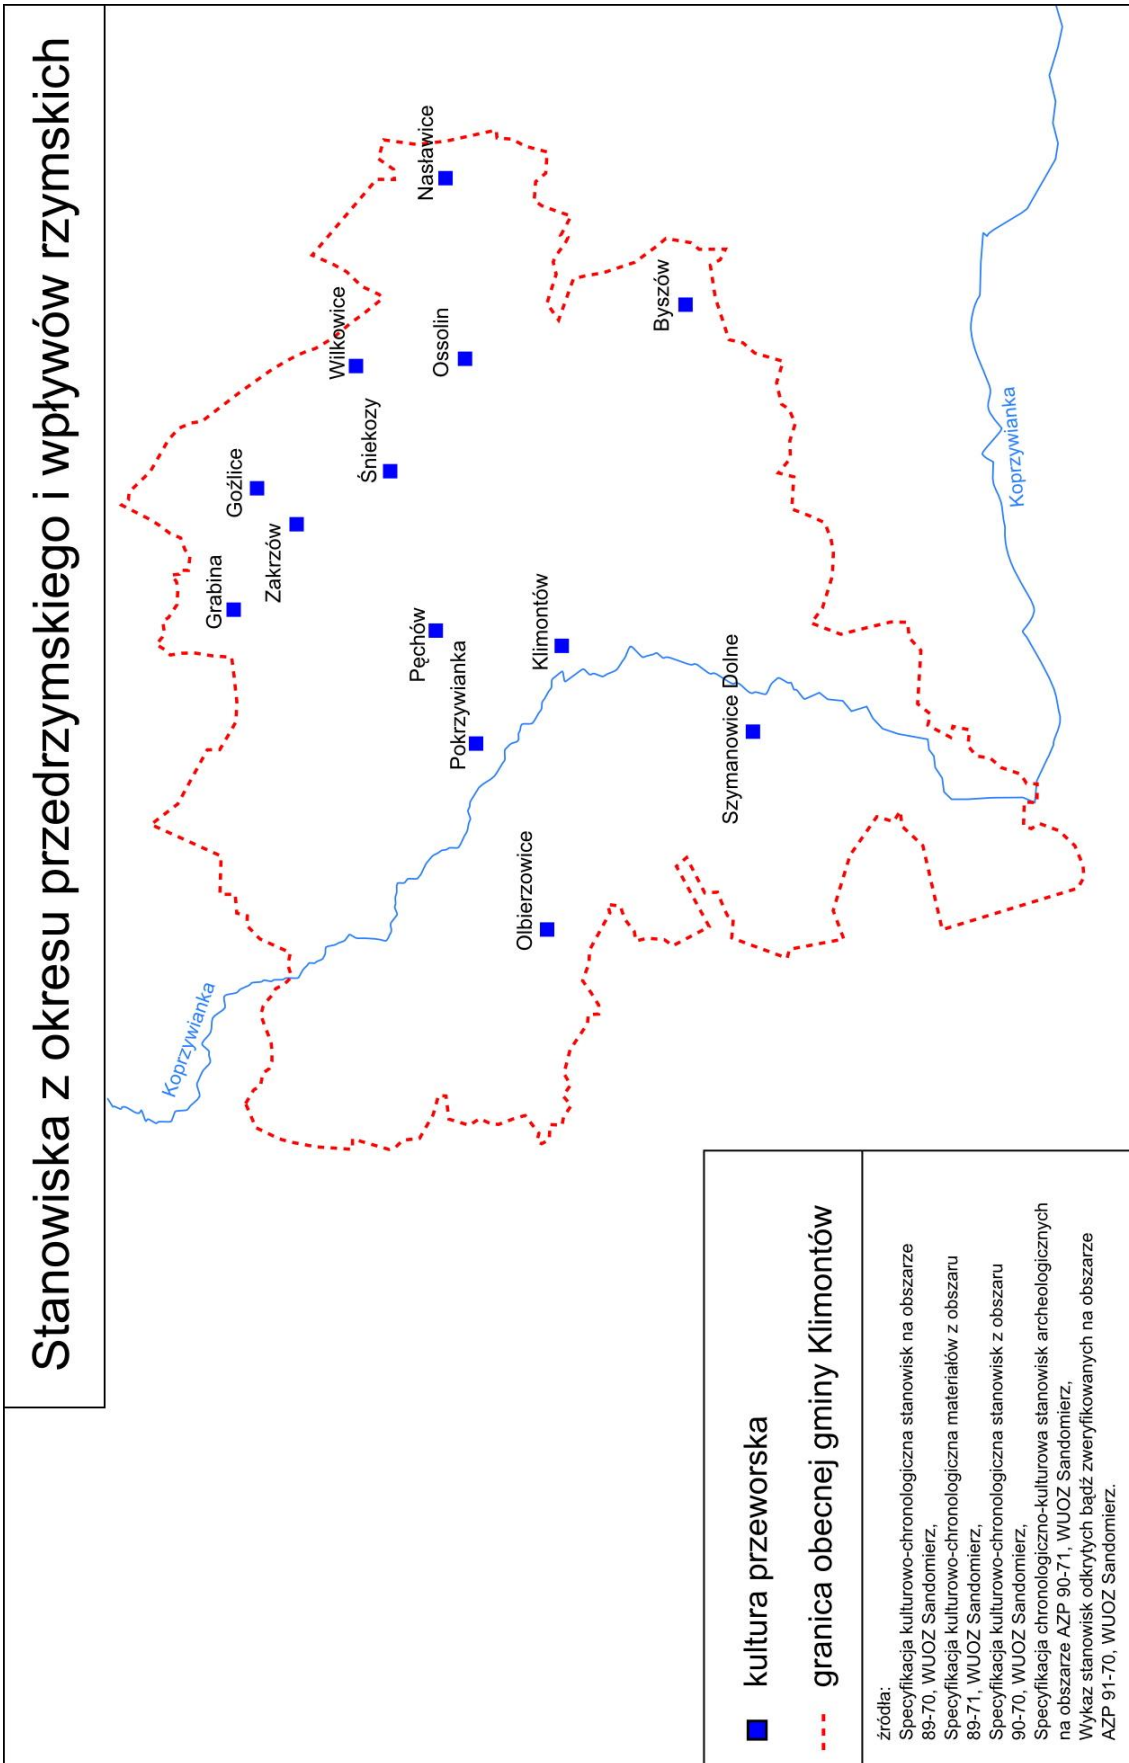 Stanowiska z okresu przedrzymskiego i wpływów rzymskich
Koprzywianka
Grabina
Goźlice
Zakrzów
Wilkowice
Śniekozy
Nasławice
Ossolin
Pęchów
Pokrzywianka
Klimontów
Olbierzowice
Byszów
Szymanowice Dolne
Koprzywianka
kultura przeworska
granica obecnej gminy Klimontów
źródła:
Specyfikacja kulturowo-chronologiczna stanowisk na obszarze
89-70, WUOZ Sandomierz,
Specyfikacja kulturowo-chronologiczna materiałów z obszaru
89-71, WUOZ Sandomierz,
Specyfikacja kulturowo-chronologiczna stanowisk z obszaru
90-70, WUOZ Sandomierz,
Specyfikacja chronologiczno-kulturowa stanowisk archeologicznych
na obszarze AZP 90-71, WUOZ Sandomierz,
Wykaz stanowisk odkrytych bądź zweryfikowanych na obszarze
AZP 91-70, WUOZ Sandomierz.